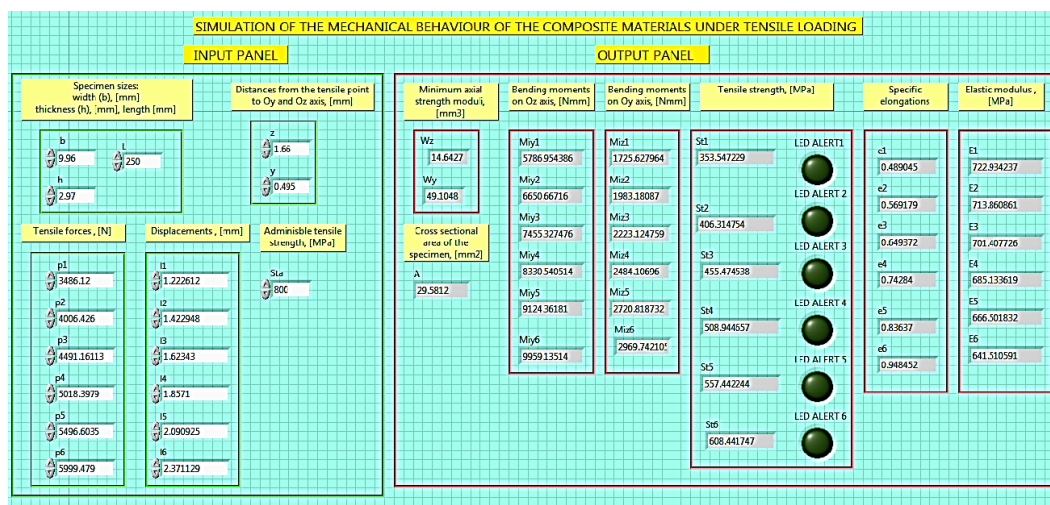 SIMULATION OF THE MECHANICAL BEHAVIOUR OF THE COMPOSITE MATERIALS UNDER TENSILE LOADING
INPUT PANEL
OUTPUT PANEL
Specimen sizes:
width (b), [mm]
thickness (h), [mm], length [mm]
Distances from the tensile point
to Oy and Oz axis, [mm]
b
9.96
L
250
h
2.97
z
1.66
y
0.495
Tensile forces, [N]
Displacements, [mm]
Adminisble tensile
strength, [MPa]
p1
3486.12
p2
4006.426
p3
4491.16113
p4
5018.3979
p5
5496.6035
p6
5999.479
l1
1.222612
l2
1.422948
l3
1.62343
l4
1.8571
l5
2.090925
l6
2.371129
Sta
800
Minimum axial
strength moduli,
[mm3]
Wz
14.6427
Wy
49.1048
Cross sectional
area of the
specimen, [mm2]
A
29.5812
Bending moments
on Oz axis, [Nmm]
Miy1
5786.954386
Miy2
6650.66716
Miy3
7455.327476
Miy4
8330.540514
Miy5
9124.36181
Miy6
9959.13514
Bending moments
on Oy axis, [Nmm]
Miz1
1725.627964
Miz2
1983.18087
Miz3
2223.124759
Miz4
2484.10696
Miz5
2720.818732
Miz6
2969.742105
Tensile strength, [MPa]
St1
353.547229
LED ALERT1
St2
406.314754
LED ALERT 2
St3
455.474538
LED ALERT 3
St4
508.944657
LED ALERT 4
St5
557.442244
LED ALERT 5
St6
608.441747
LED ALERT 6
Specific
elongations
e1
0.489045
e2
0.569179
e3
0.649372
e4
0.74284
e5
0.83637
e6
0.948452
Elastic modulus,
[MPa]
E1
722.934237
E2
713.860861
E3
701.407726
E4
685.133619
E5
666.501832
E6
641.510591